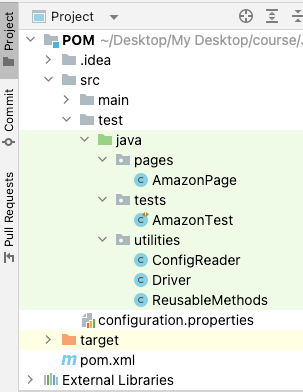 Project
Project
Commit
Pull Requests
POM ~/Desktop/My Desktop/course/
.idea
src
main
test
java
pages
AmazonPage
tests
AmazonTest
utilities
ConfigReader
Driver
ReusableMethods
configuration.properties
target
pom.xml
External Libraries